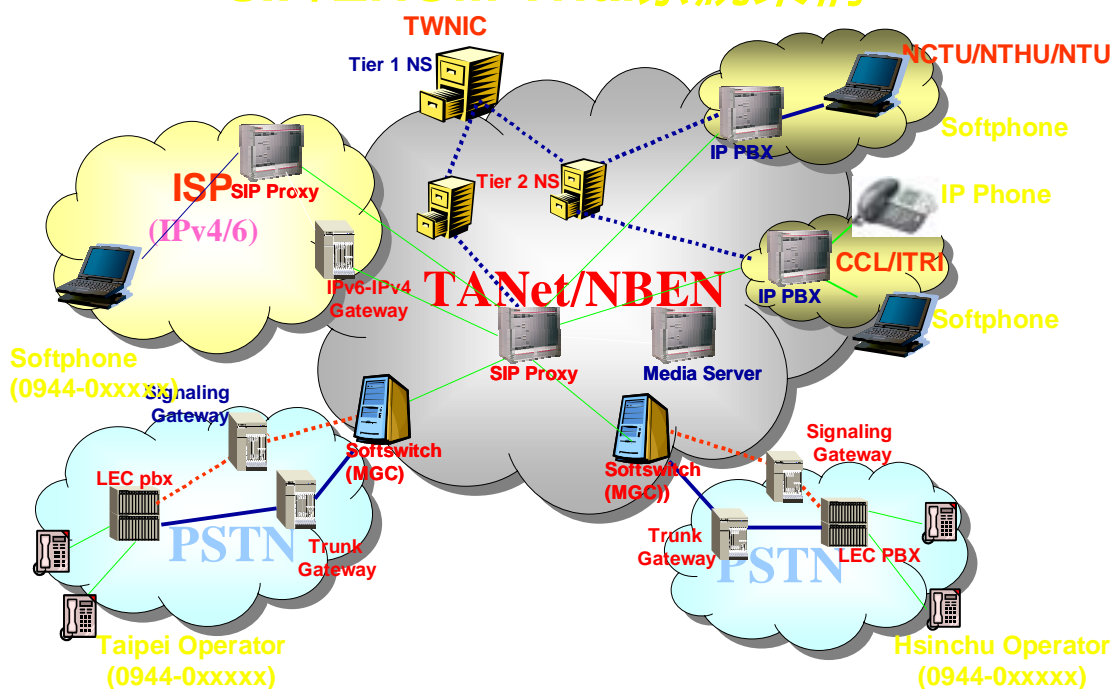 TWNIC
Tier 1 NS
NCTU/NTHU/NTU
Softphone
IP PBX
ISP
SIP Proxy
(IPv4/6)
Tier 2 NS
IP Phone
CCL/ITRI
IP PBX
IPv6-IPv4
Gateway
TANet/NBEN
Softphone
SIP Proxy
Media Server
Softphone
(0944-0xxxxx)
Signaling
Gateway
Softswitch
(MGC)
Softswitch
(MGC))
Signaling
Gateway
LEC pbx
PSTN
Trunk
Gateway
Trunk
Gateway
PSTN
LEC PBX
Taipei Operator
(0944-0xxxxx)
Hsinchu Operator
(0944-0xxxxx)